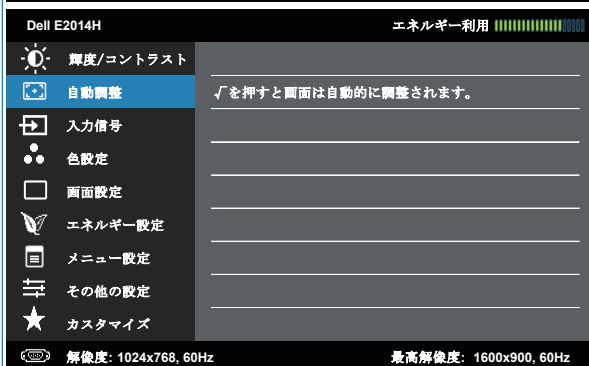 Dell E2014H エネルギー利用
輝度/コントラスト
自動調整 √を押すと画面は自動的に調整されます。
入力信号
色設定
画面設定
エネルギー設定
メニュー設定
その他の設定
カスタマイズ
解像度: 1024x768, 60Hz 最高解像度: 1600x900, 60Hz